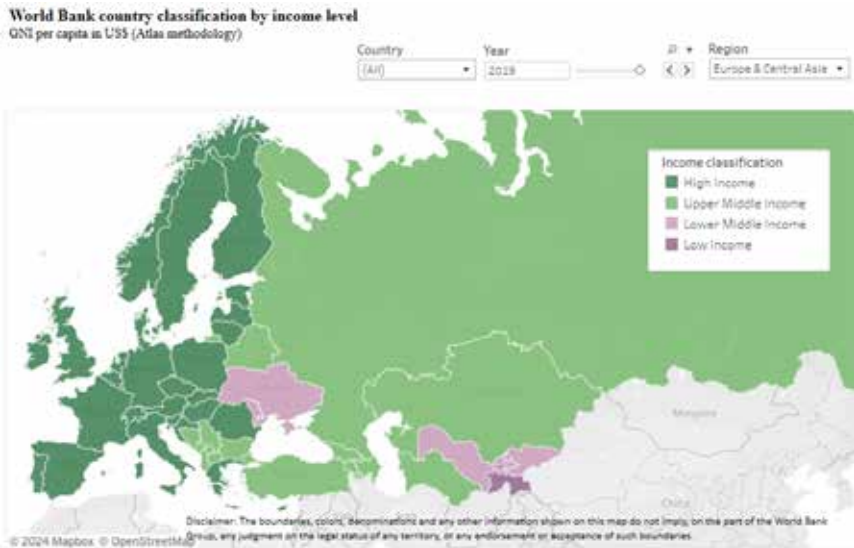 World Bank country classification by income level
GNI per capita in US$ (Atlas methodology)
Country
Year
Region
(All)
2019
Europe & Central Asia
Income classification
High Income
Upper Middle Income
Lower Middle Income
Low Income
Mongolia
China
Disclaimer: The boundaries, colors, denominations and any other information shown on this map do not imply, on the part of the World Bank
Group, any judgment on the legal status of any territory, or any endorsement or acceptance of such boundaries.
© 2024 Mapbox © OpenStreetMap